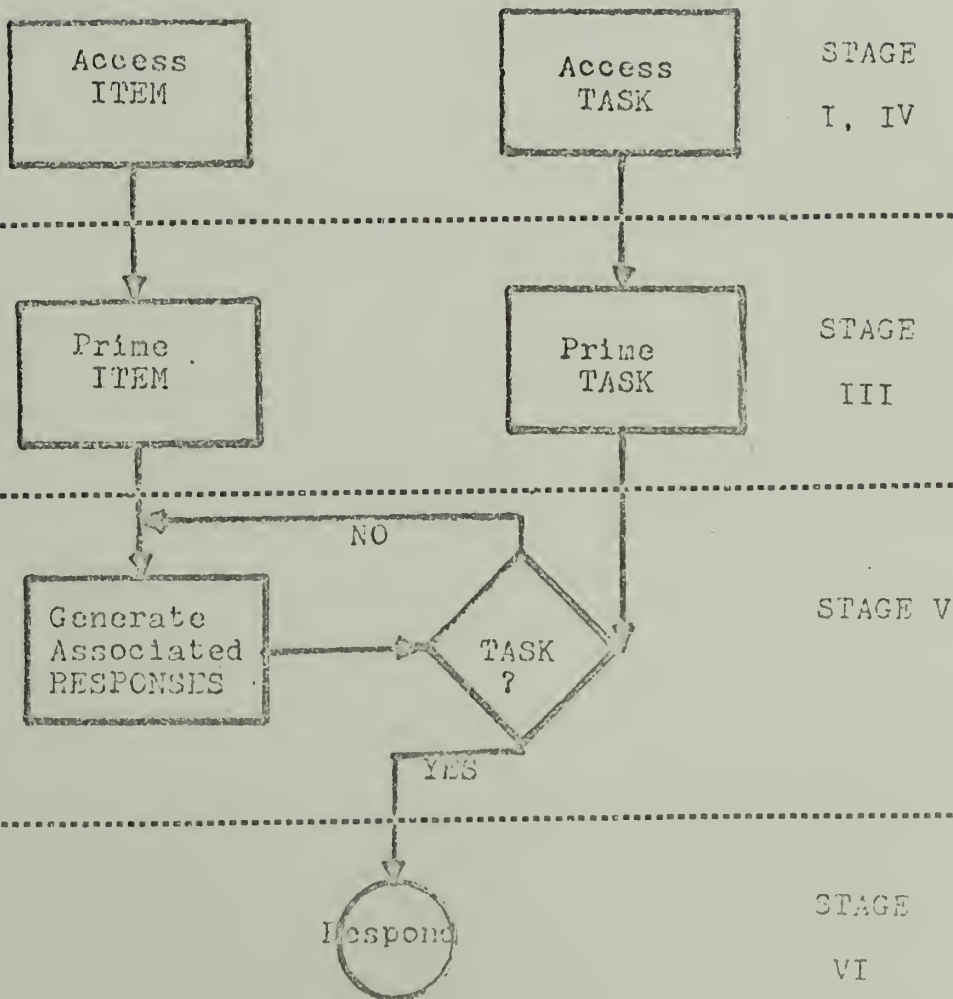 Access
ITEM
Access
TASK
STAGE
I, IV
Prime
ITEM
Prime
TASK
STAGE
III
NO
Generate
Associated
RESPONSES
TASK
?
STAGE V
YES
Respond
STAGE
VI